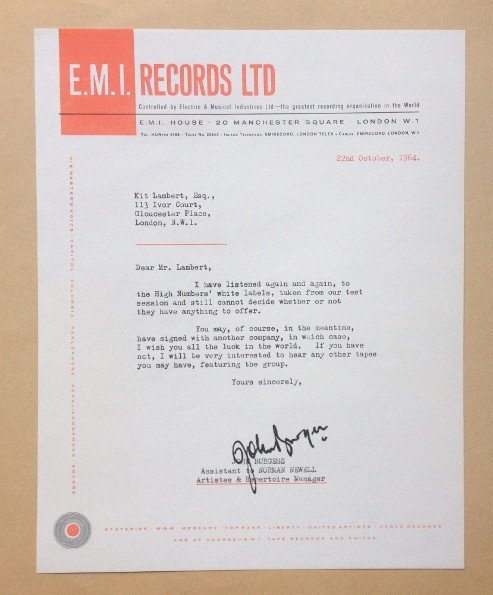 E.M.I. RECORDS LTD
Controlled by Electric & Musical Industries Ltd—the greatest recording organisation in the World
E.M.I. HOUSE · 20 MANCHESTER SQUARE · LONDON W.1
22nd October, 1964.
Kit Lambert, Esq.,
113 Ivor Court,
Gloucester Place,
London, N.W.1.
Dear Mr. Lambert,
I have listened again and again, to
the High Numbers' white labels, taken from our test
session and still cannot decide whether or not
they have anything to offer.
You may, of course, in the meantime,
have signed with another company, in which case,
I wish you all the luck in the world. If you have
not, I will be very interested to hear any other tapes
you may have, featuring the group.
Yours sincerely,
John Burgess
JOHN BURGESS
Assistant to NORMAN NEWELL
Artistes & Repertoire Manager
STATESIDE · M-G-M · MERCURY · TOP RANK · LIBERTY · UNITED ARTISTS · VERVE RECORDS
AND OF COURSE—E.M.I. TAPE RECORDS AND EMITAPE